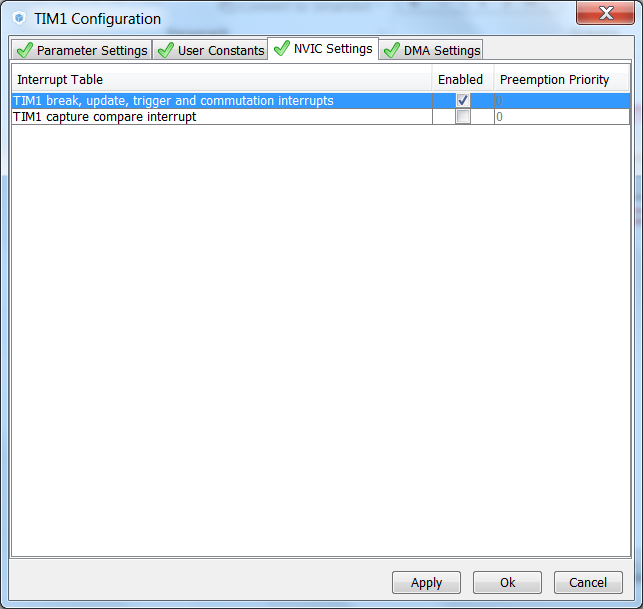 TIM1 Configuration
Parameter Settings User Constants NVIC Settings DMA Settings
Interrupt Table Enabled Preemption Priority
TIM1 break, update, trigger and commutation interrupts 0
TIM1 capture compare interrupt 0
Apply Ok Cancel